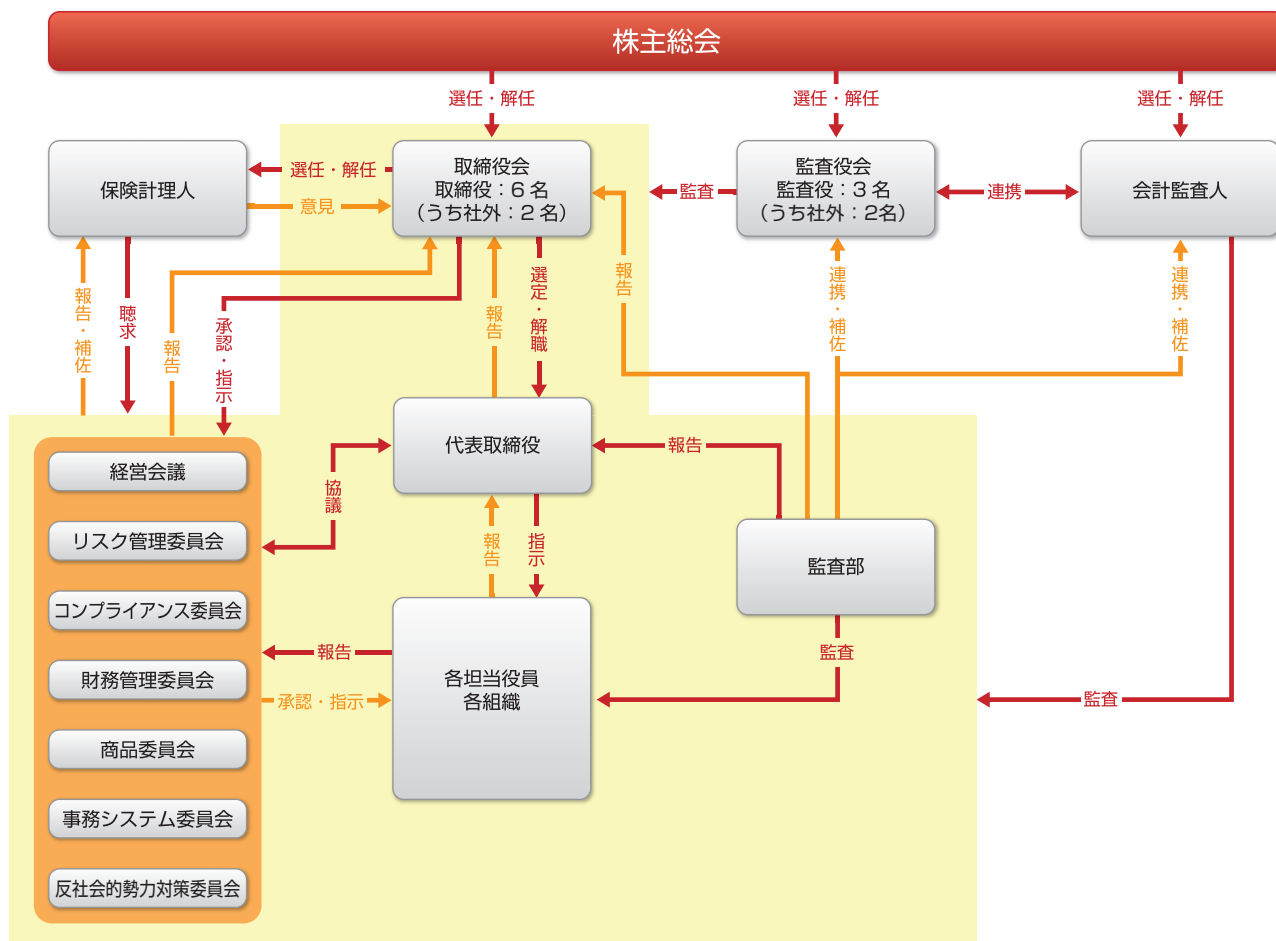 株主総会
選任・解任
選任・解任
選任・解任
保険計理人
選任・解任
意見
取締役会
取締役：6名
（うち社外：2名）
監査
監査役会
監査役：3名
（うち社外：2名）
連携
会計監査人
報告・補佐
聴求
報告
承認・指示
報告
選定・解職
報告
連携・補佐
連携・補佐
経営会議
リスク管理委員会
コンプライアンス委員会
財務管理委員会
商品委員会
事務システム委員会
反社会的勢力対策委員会
協議
代表取締役
報告
報告
指示
監査部
報告
承認・指示
各担当役員
各組織
監査
監査